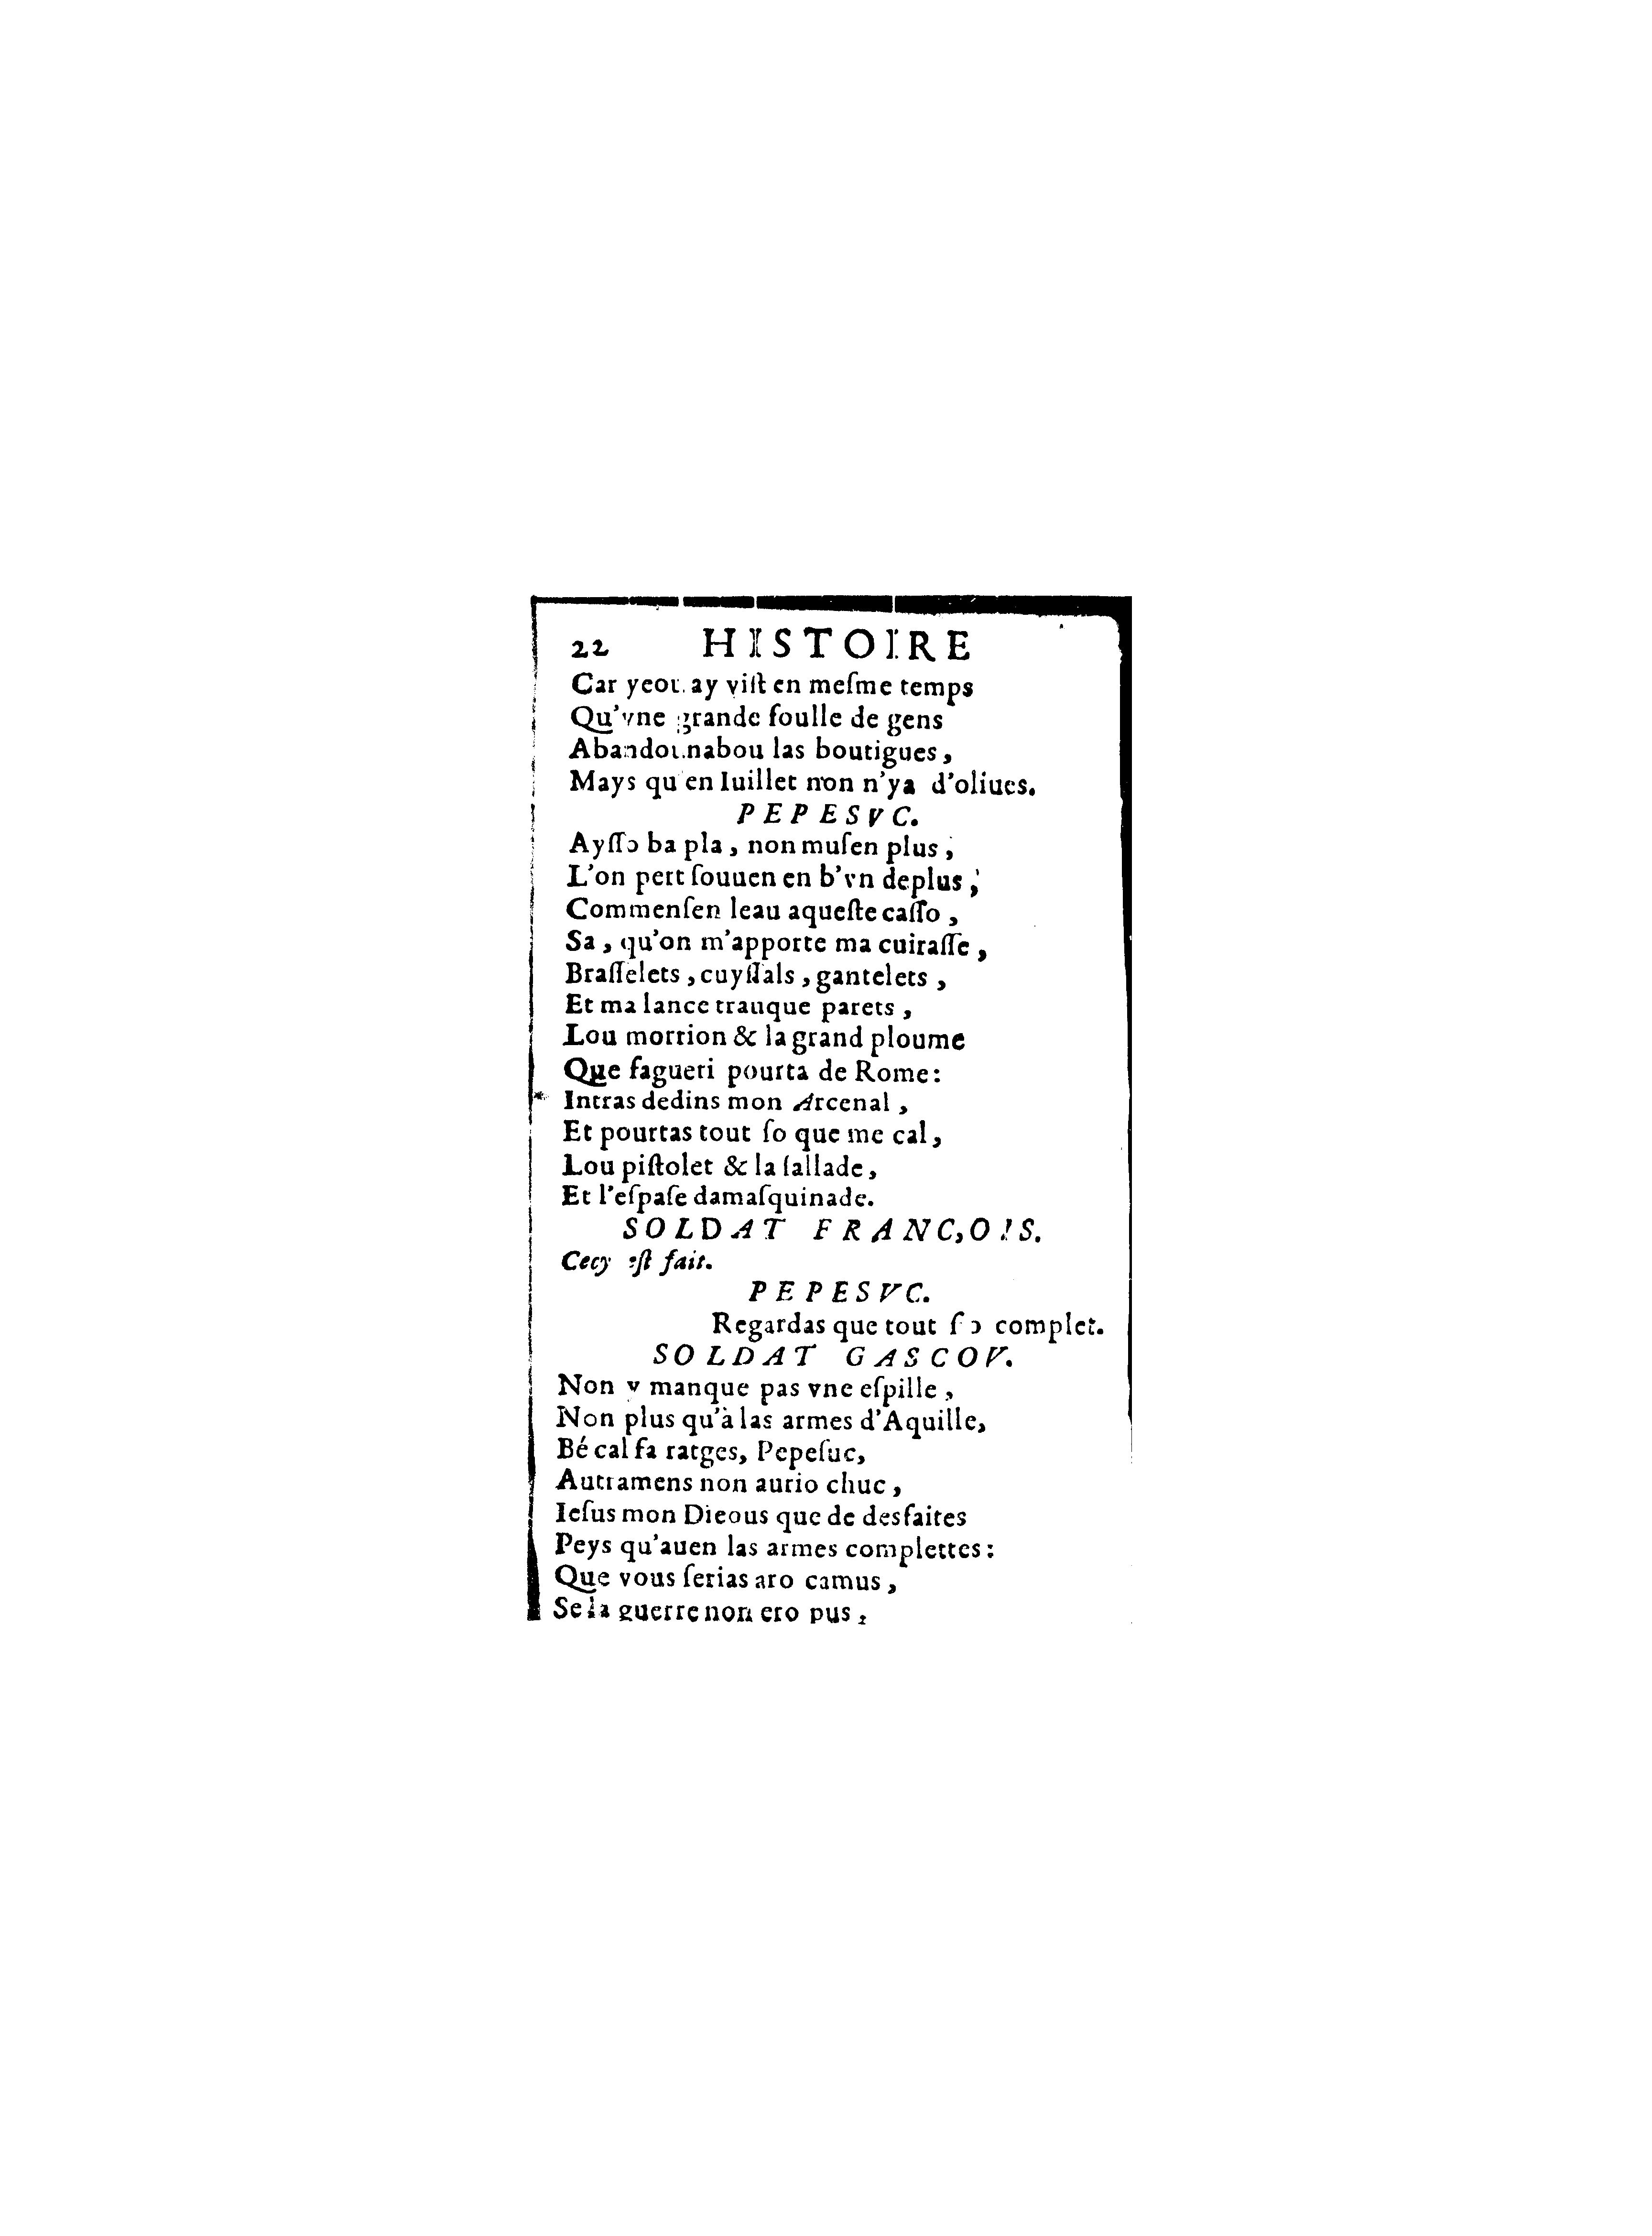 22 HISTOIRE
Car yeou ay viſt en meſme temps
Qu'vne grande foulle de gens
Abandounabou las boutigues,
Mays qu'en Iuillet non n'ya d'oliues.
PEPESVC.
Ayſſo ba pla, non muſen plus,
L'on pert ſouuen en b'vn deplus,
Commenſen leau aqueſte caſſo,
Sa, qu'on m'apporte ma cuiraſſe,
Braſſelets, cuyſſals, gantelets,
Et ma lance trauque parets,
Lou morrion & la grand ploume
Que fagueri pourta de Rome:
Intras dedins mon Arcenal,
Et pourtas tout ſo que me cal,
Lou piſtolet & la ſallade,
Et l'eſpaſe damaſquinade.
SOLDAT FRANC,OIS.
Cecy eſt fait.
PEPESVC.
Regardas que tout ſio complet.
SOLDAT GASCOV.
Non y manque pas vne eſpille,
Non plus qu'à las armes d'Aquille,
Bé cal fa ratges, Pepeſuc,
Autramens non aurio chuc,
Ieſus mon Dieous que de desfaites
Peys qu'auen las armes complettes:
Que vous ſerias aro camus,
Se la guerre non ero pus,